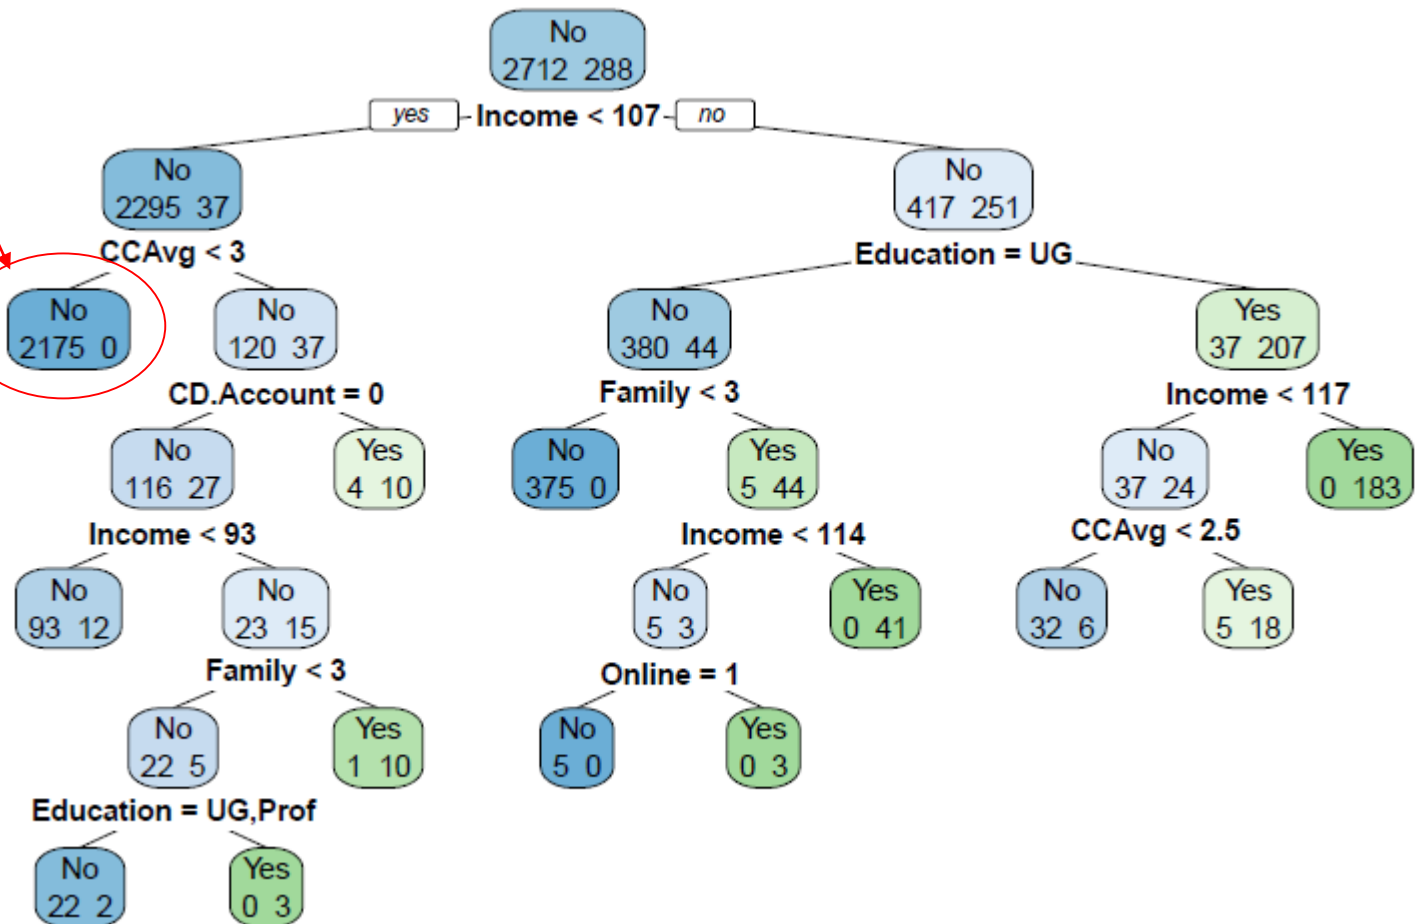 No
2712 288
yes Income < 107 no
No
2295 37
No
417 251
CCAvg < 3
Education = UG
No
2175 0
No
120 37
No
380 44
Yes
37 207
CD.Account = 0
Family < 3
Income < 117
No
116 27
Yes
4 10
No
375 0
Yes
5 44
No
37 24
Yes
0 183
Income < 93
Income < 114
CCAvg < 2.5
No
93 12
No
23 15
No
5 3
Yes
0 41
No
32 6
Yes
5 18
Family < 3
Online = 1
No
22 5
Yes
1 10
No
5 0
Yes
0 3
Education = UG,Prof
No
22 2
Yes
0 3